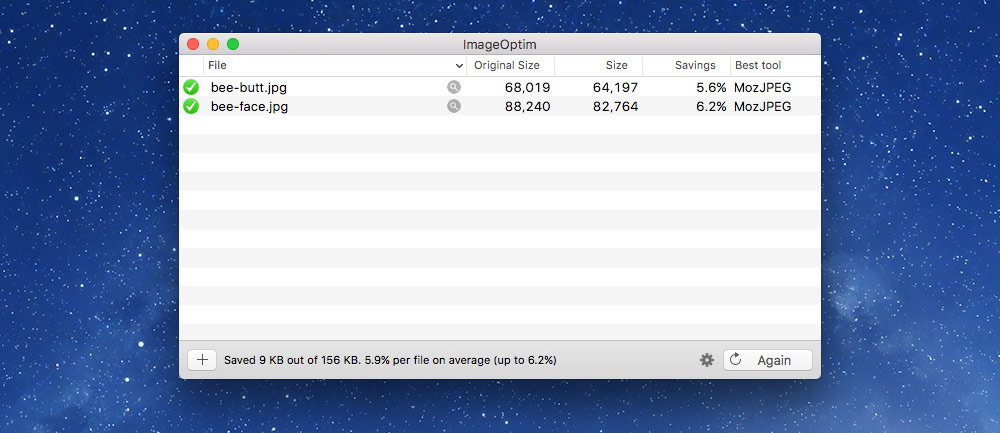 ImageOptim
File Original Size Size Savings Best tool
bee-butt.jpg 68,019 64,197 5.6% MozJPEG
bee-face.jpg 88,240 82,764 6.2% MozJPEG
Saved 9 KB out of 156 KB. 5.9% per file on average (up to 6.2%) Again